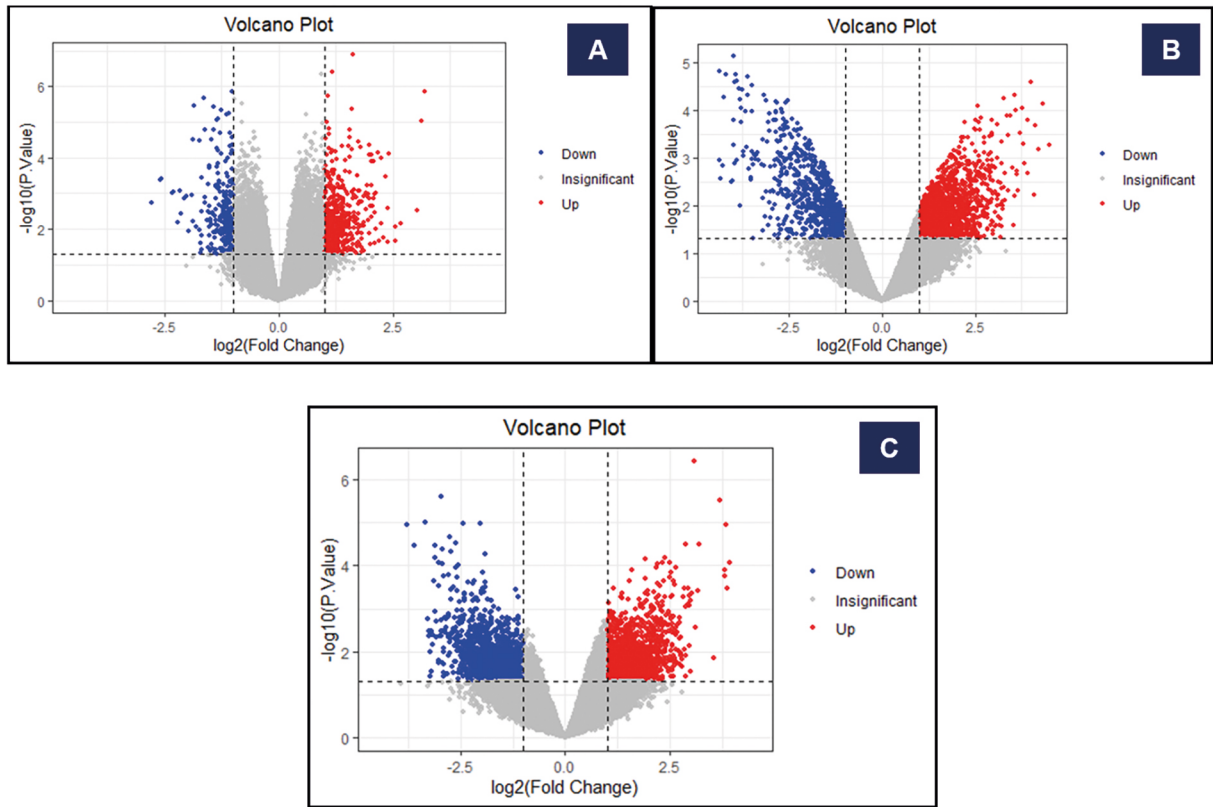 Volcano Plot
A
6
4
2
0
-log10(P.Value)
-2.5
0.0
2.5
log2(Fold Change)
Down
Insignificant
Up
Volcano Plot
B
5
4
3
2
1
0
-log10(P.Value)
-2.5
0.0
2.5
log2(Fold Change)
Down
Insignificant
Up
Volcano Plot
C
6
4
2
0
-log10(P.Value)
-2.5
0.0
2.5
log2(Fold Change)
Down
Insignificant
Up